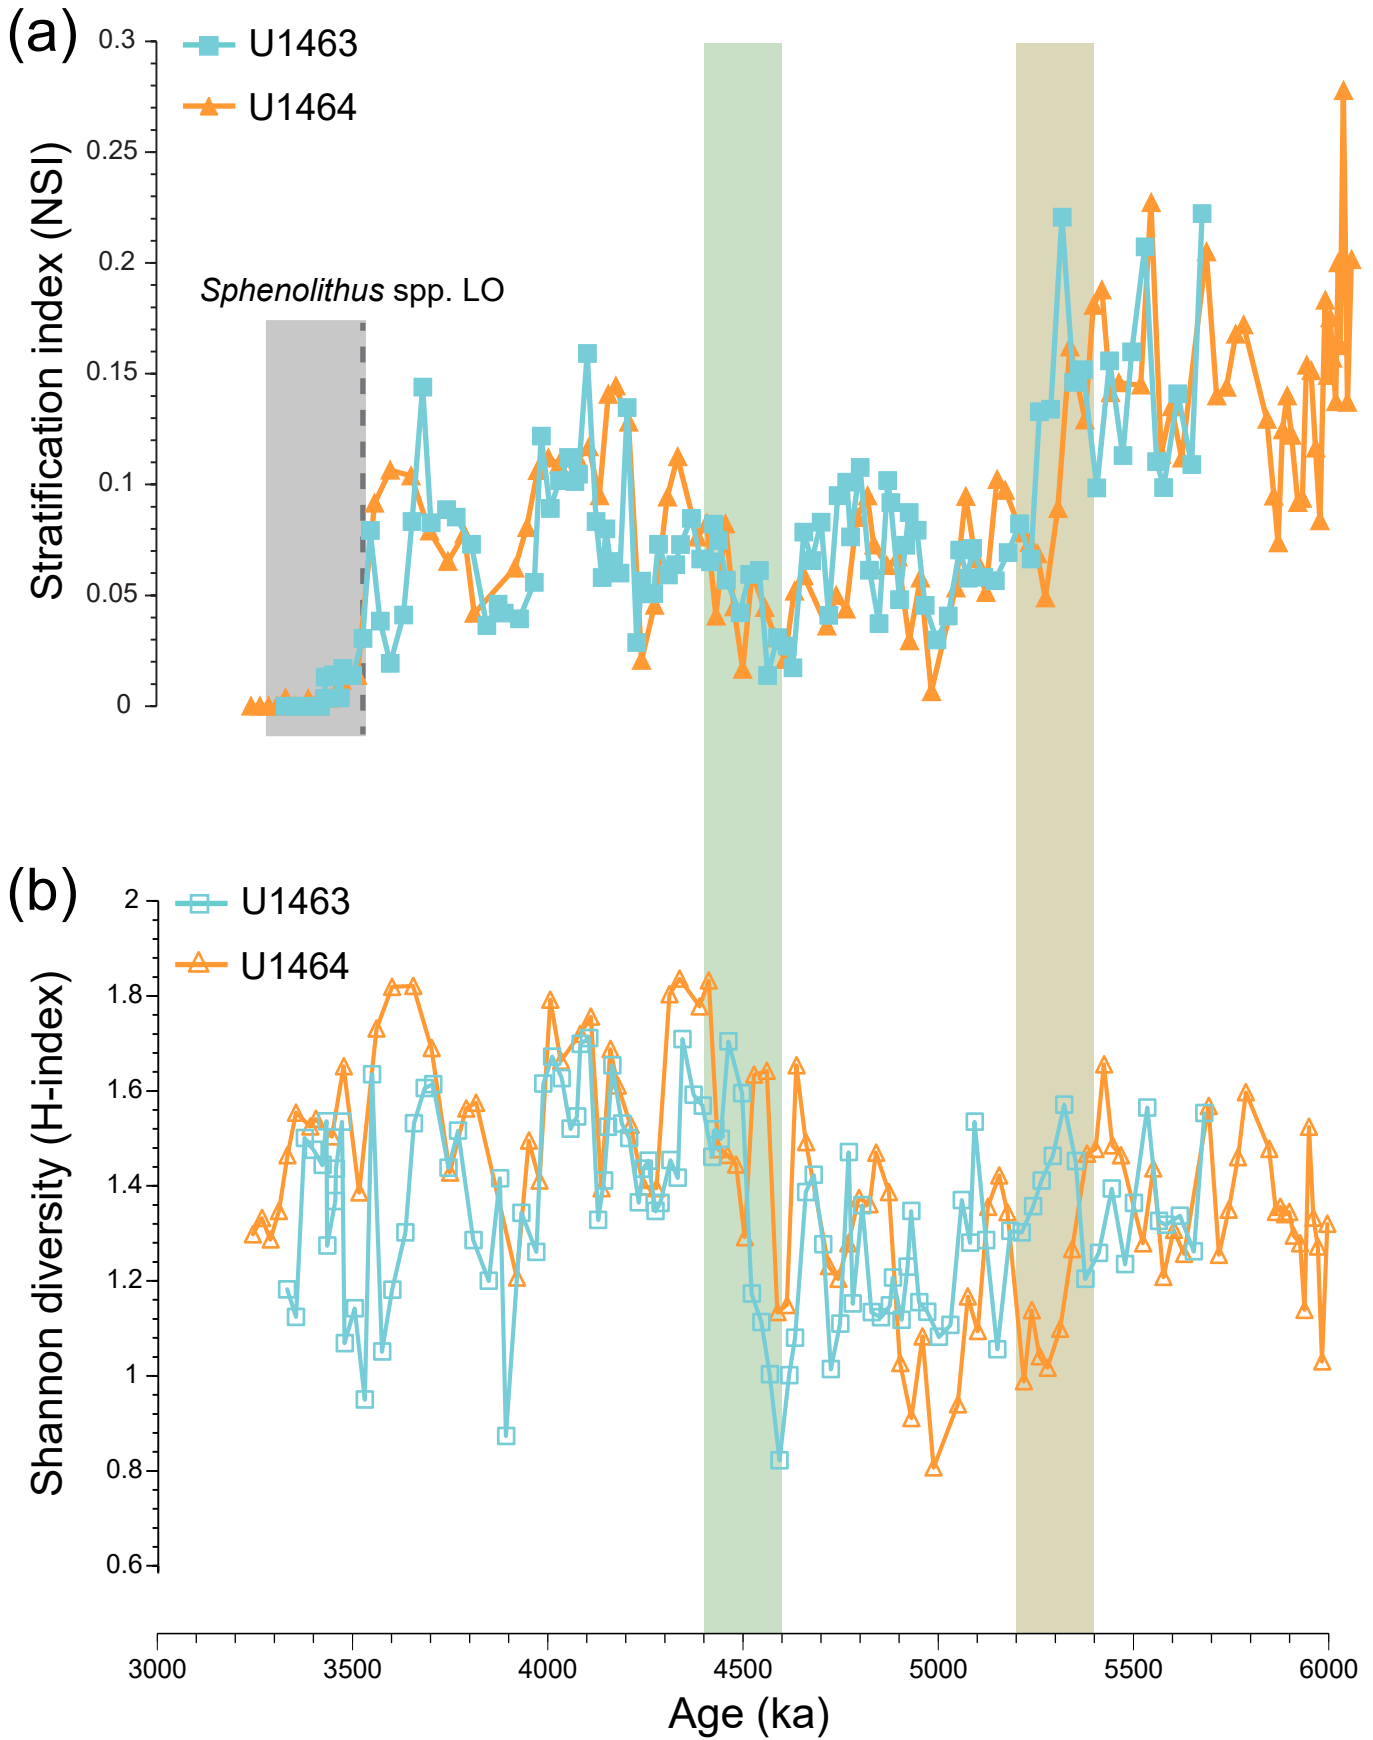 (a)
U1463
U1464
Stratification index (NSI)
0.3
0.25
0.2
0.15
0.1
0.05
0
Sphenolithus spp. LO
(b)
U1463
U1464
Shannon diversity (H-index)
2
1.8
1.6
1.4
1.2
1
0.8
0.6
3000 3500 4000 4500 5000 5500 6000
Age (ka)